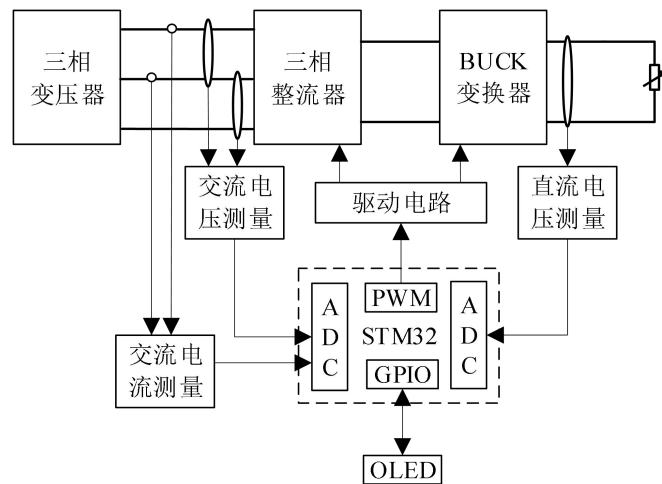 三相
变压器
三相
整流器
BUCK
变换器
交流电
压测量
驱动电路
直流电
压测量
交流电
流测量
A
D
C
PWM
STM32
GPIO
A
D
C
OLED